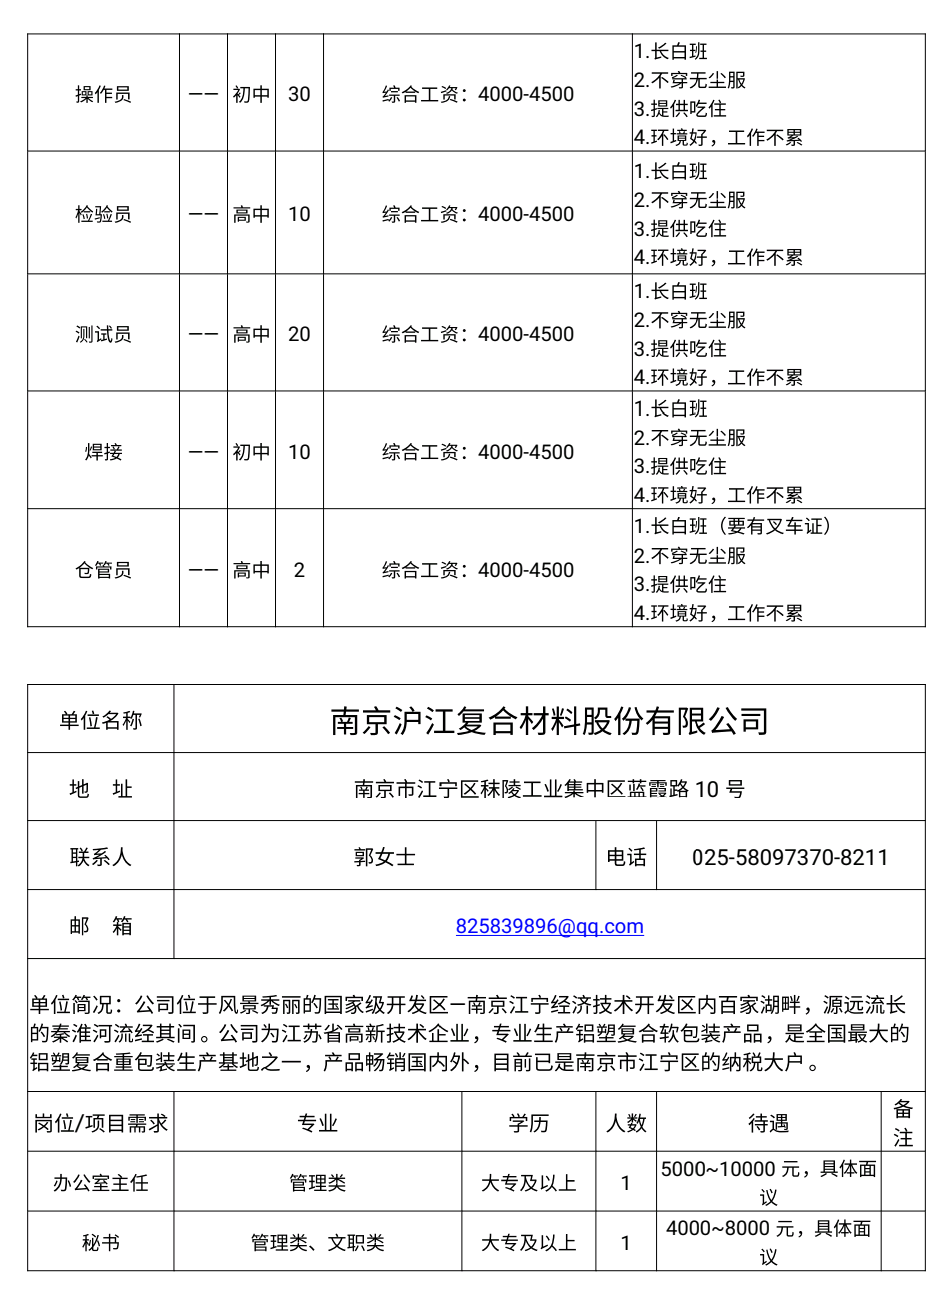 操作员 —— 初中 30 综合工资：4000-4500 1.长白班
2.不穿无尘服
3.提供吃住
4.环境好，工作不累
检验员 —— 高中 10 综合工资：4000-4500 1.长白班
2.不穿无尘服
3.提供吃住
4.环境好，工作不累
测试员 —— 高中 20 综合工资：4000-4500 1.长白班
2.不穿无尘服
3.提供吃住
4.环境好，工作不累
焊接 —— 初中 10 综合工资：4000-4500 1.长白班
2.不穿无尘服
3.提供吃住
4.环境好，工作不累
仓管员 —— 高中 2 综合工资：4000-4500 1.长白班（要有叉车证）
2.不穿无尘服
3.提供吃住
4.环境好，工作不累
单位名称 南京沪江复合材料股份有限公司
地 址 南京市江宁区秣陵工业集中区蓝霞路 10 号
联系人 郭女士 电话 025-58097370-8211
邮 箱 825839896@qq.com
单位简况：公司位于风景秀丽的国家级开发区—南京江宁经济技术开发区内百家湖畔，源远流长
的秦淮河流经其间。公司为江苏省高新技术企业，专业生产铝塑复合软包装产品，是全国最大的
铝塑复合重包装生产基地之一，产品畅销国内外，目前已是南京市江宁区的纳税大户。
岗位/项目需求 专业 学历 人数 待遇 备
注
办公室主任 管理类 大专及以上 1 5000~10000 元，具体面
议
秘书 管理类、文职类 大专及以上 1 4000~8000 元，具体面
议